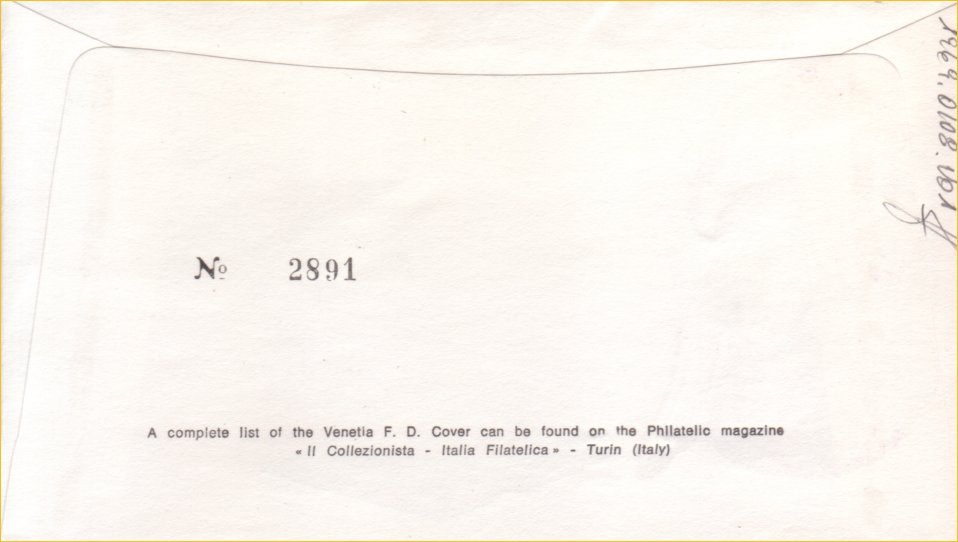 Nº 2891
A complete list of the Venetia F. D. Cover can be found on the Philatelic magazine
« Il Collezionista - Italia Filatelica » - Turin (Italy)